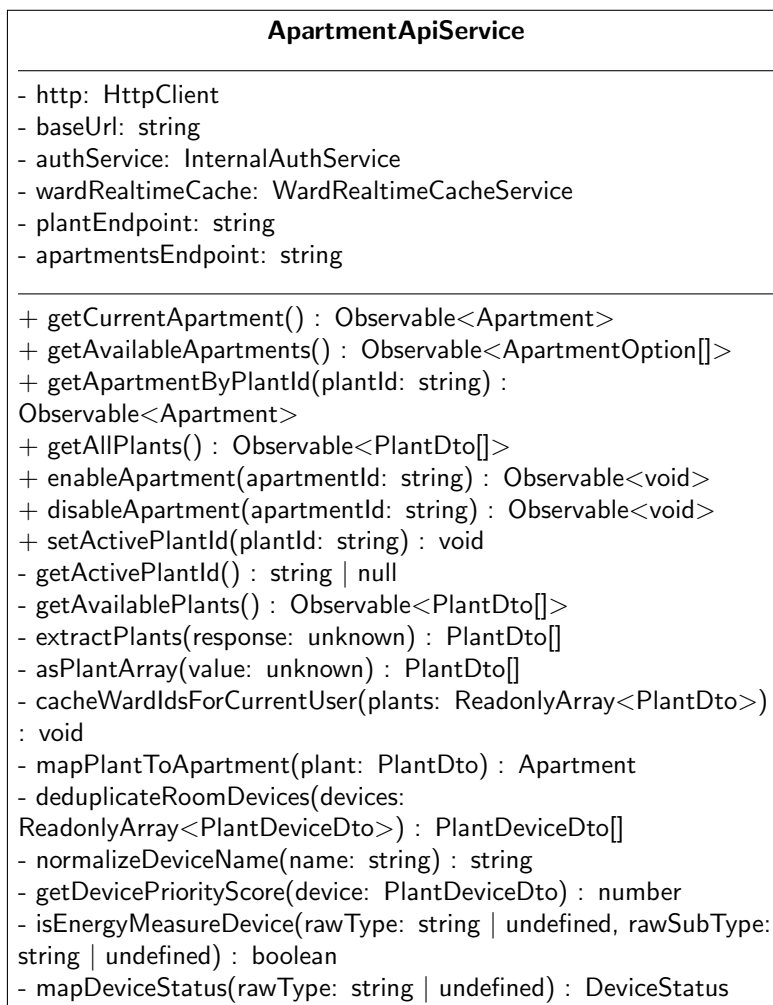 ApartmentApiService
- http: HttpClient
- baseUrl: string
- authService: InternalAuthService
- wardRealtimeCache: WardRealtimeCacheService
- plantEndpoint: string
- apartmentsEndpoint: string
+ getCurrentApartment() : Observable<Apartment>
+ getAvailableApartments() : Observable<ApartmentOption[]>
+ getApartmentByPlantId(plantId: string) :
Observable<Apartment>
+ getAllPlants() : Observable<PlantDto[]>
+ enableApartment(apartmentId: string) : Observable<void>
+ disableApartment(apartmentId: string) : Observable<void>
+ setActivePlantId(plantId: string) : void
- getActivePlantId() : string | null
- getAvailablePlants() : Observable<PlantDto[]>
- extractPlants(response: unknown) : PlantDto[]
- asPlantArray(value: unknown) : PlantDto[]
- cacheWardIdsForCurrentUser(plants: ReadonlyArray<PlantDto>)
: void
- mapPlantToApartment(plant: PlantDto) : Apartment
- deduplicateRoomDevices(devices:
ReadonlyArray<PlantDeviceDto>) : PlantDeviceDto[]
- normalizeDeviceName(name: string) : string
- getDevicePriorityScore(device: PlantDeviceDto) : number
- isEnergyMeasureDevice(rawType: string | undefined, rawSubType:
string | undefined) : boolean
- mapDeviceStatus(rawType: string | undefined) : DeviceStatus